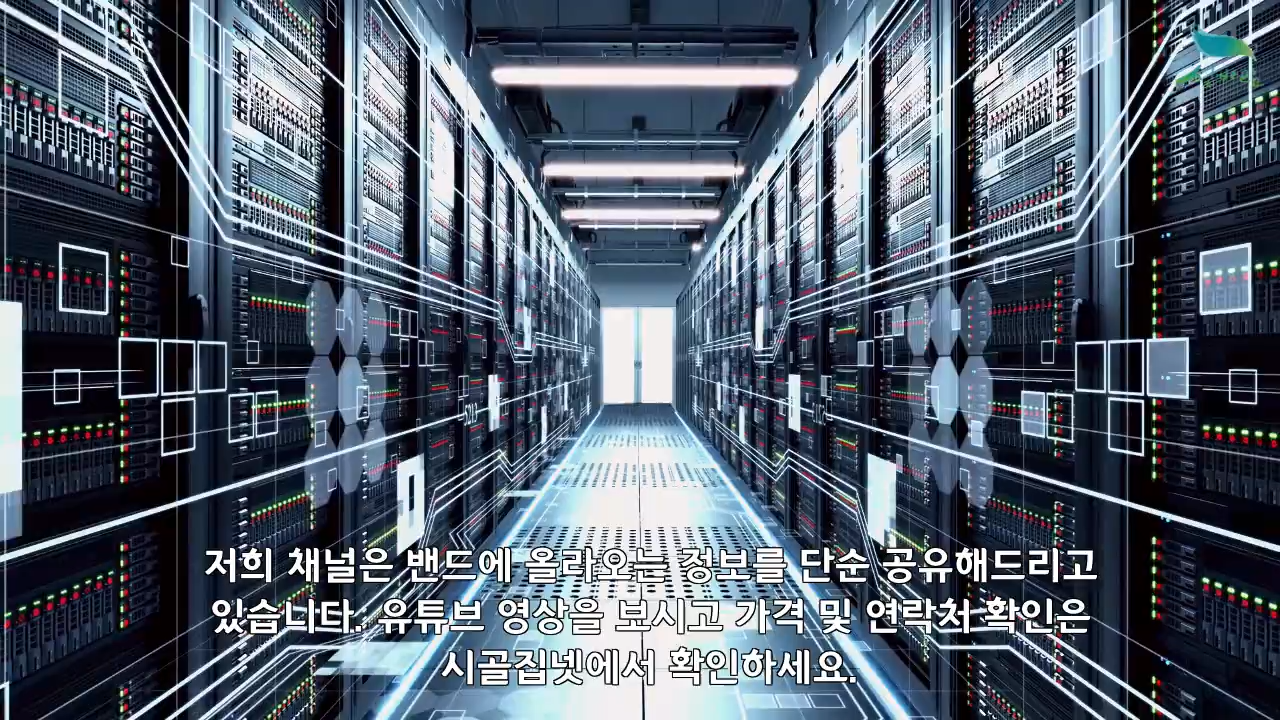 저희 채널은 밴드에 올라오는 정보를 단순 공유해드리고
있습니다. 유튜브 영상을 보시고 가격 및 연락처 확인은
시골집넷에서 확인하세요.